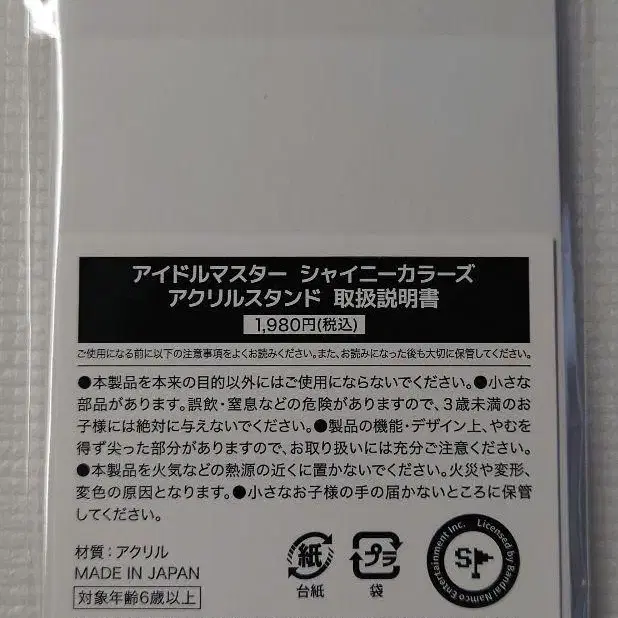 アイドルマスター シャイニーカラーズ
アクリルスタンド 取扱説明書
1,980円(税込)
ご使用になる前に以下の注意事項をよくお読みください。また、お読みになった後も大切に保管してください。
●本製品を本来の目的以外にはご使用にならないでください。●小さな
部品があります。誤飲・窒息などの危険がありますので、3歳未満のお
子様には絶対に与えないでください。●製品の機能・デザイン上、やむを
得ず尖った部分がありますので、お取り扱いには充分ご注意ください。
●本製品を火気などの熱源の近くに置かないでください。火災や変形、
変色の原因となります。●小さなお子様の手の届かないところに保管
してください。
材質：アクリル
MADE IN JAPAN
対象年齢6歳以上
紙
台紙
プラ
袋
Licensed by Bandai Namco Entertainment Inc.
S